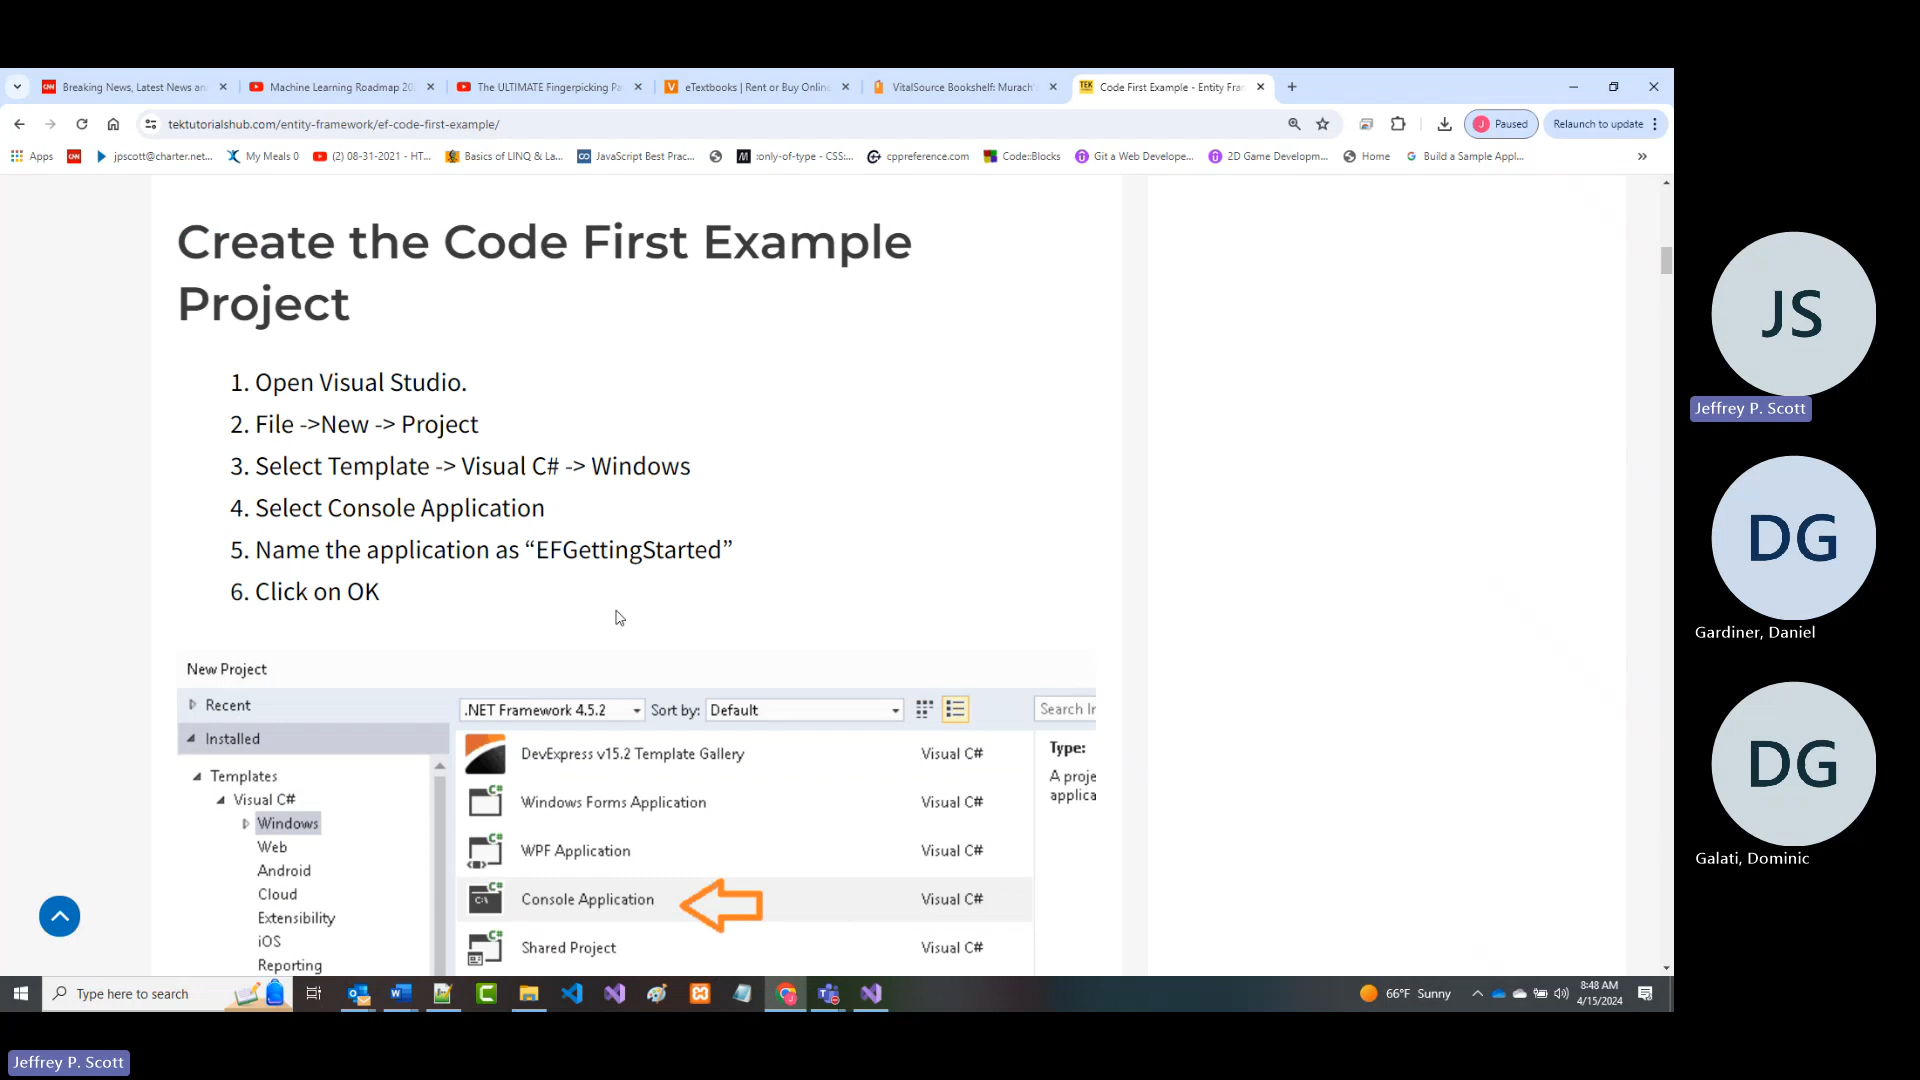 Breaking News, Latest News an
Machine Learning Roadmap 20
The ULTIMATE Fingerpicking Pa
eTextbooks | Rent or Buy Online
VitalSource Bookshelf: Murach'
TEK
Code First Example - Entity Fra
tektutorialshub.com/entity-framework/ef-code-first-example/
J
Paused
Relaunch to update
Apps
jpscott@charter.net...
My Meals 0
(2) 08-31-2021 - HT...
Basics of LINQ & La...
JavaScript Best Prac...
:only-of-type - CSS:...
cppreference.com
Code::Blocks
Git a Web Develope...
2D Game Developm...
Home
Build a Sample Appl...
Create the Code First Example
Project
1. Open Visual Studio.
2. File ->New -> Project
3. Select Template -> Visual C# -> Windows
4. Select Console Application
5. Name the application as “EFGettingStarted”
6. Click on OK
New Project
Recent
.NET Framework 4.5.2
Sort by:
Default
Search In
Installed
Templates
Visual C#
Windows
Web
Android
Cloud
Extensibility
iOS
Reporting
DevExpress v15.2 Template Gallery
Visual C#
Windows Forms Application
Visual C#
WPF Application
Visual C#
Console Application
Visual C#
Shared Project
Visual C#
Type:
A proje
applica
Type here to search
66°F Sunny
8:48 AM
4/15/2024
JS
Jeffrey P. Scott
DG
Gardiner, Daniel
DG
Galati, Dominic
Jeffrey P. Scott